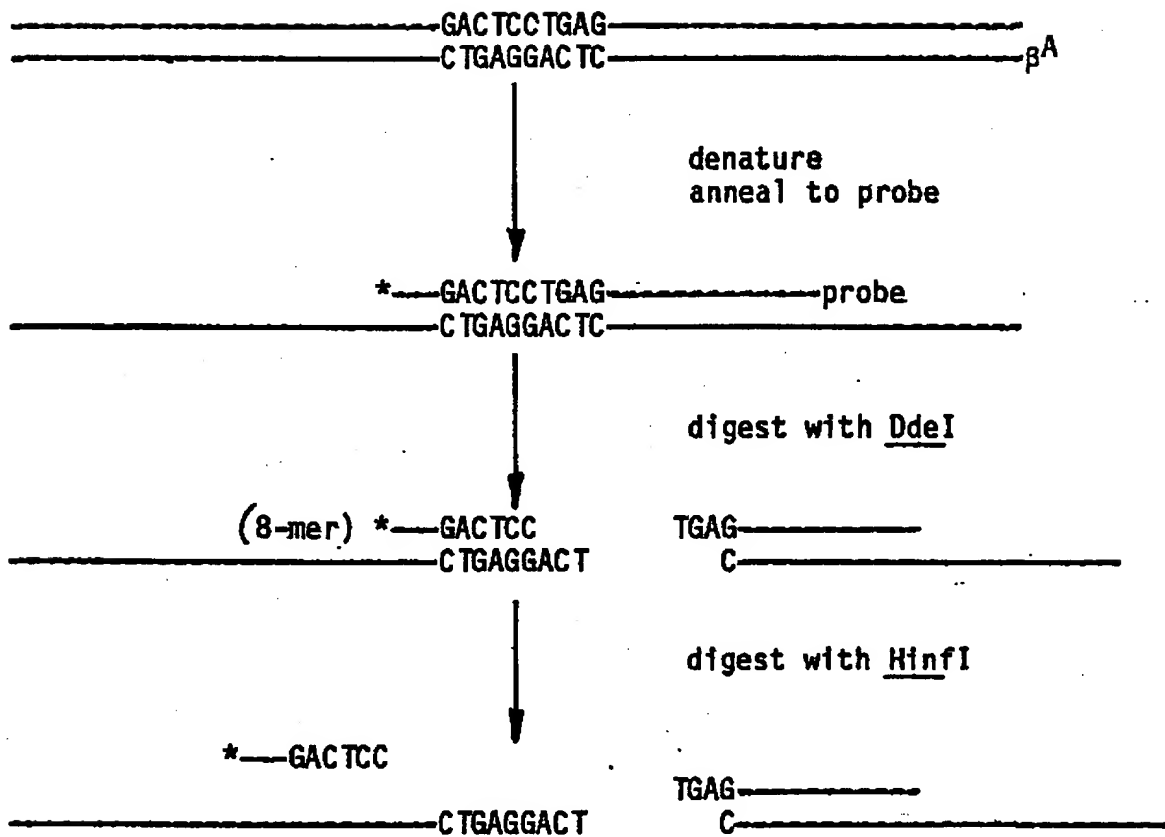 GACTCCTGAG
CTGAGGACTC βA
denature
anneal to probe
* GACTCCTGAG probe
CTGAGGACTC
digest with DdeI
(8-mer) * GACTCC TGAG
CTGAGGACT C
digest with HinfI
* GACTCC
TGAG
CTGAGGACT C